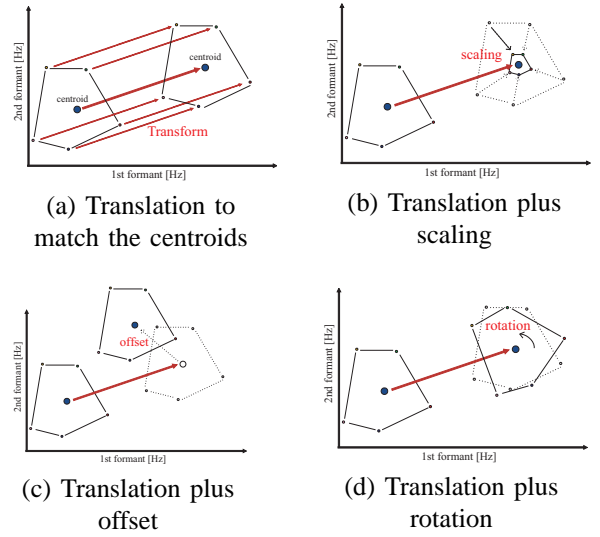 2nd formant [Hz]
centroid
centroid
Transform
1st formant [Hz]
(a) Translation to
match the centroids
2nd formant [Hz]
scaling
1st formant [Hz]
(b) Translation plus
scaling
2nd formant [Hz]
offset
1st formant [Hz]
(c) Translation plus
offset
2nd formant [Hz]
rotation
1st formant [Hz]
(d) Translation plus
rotation